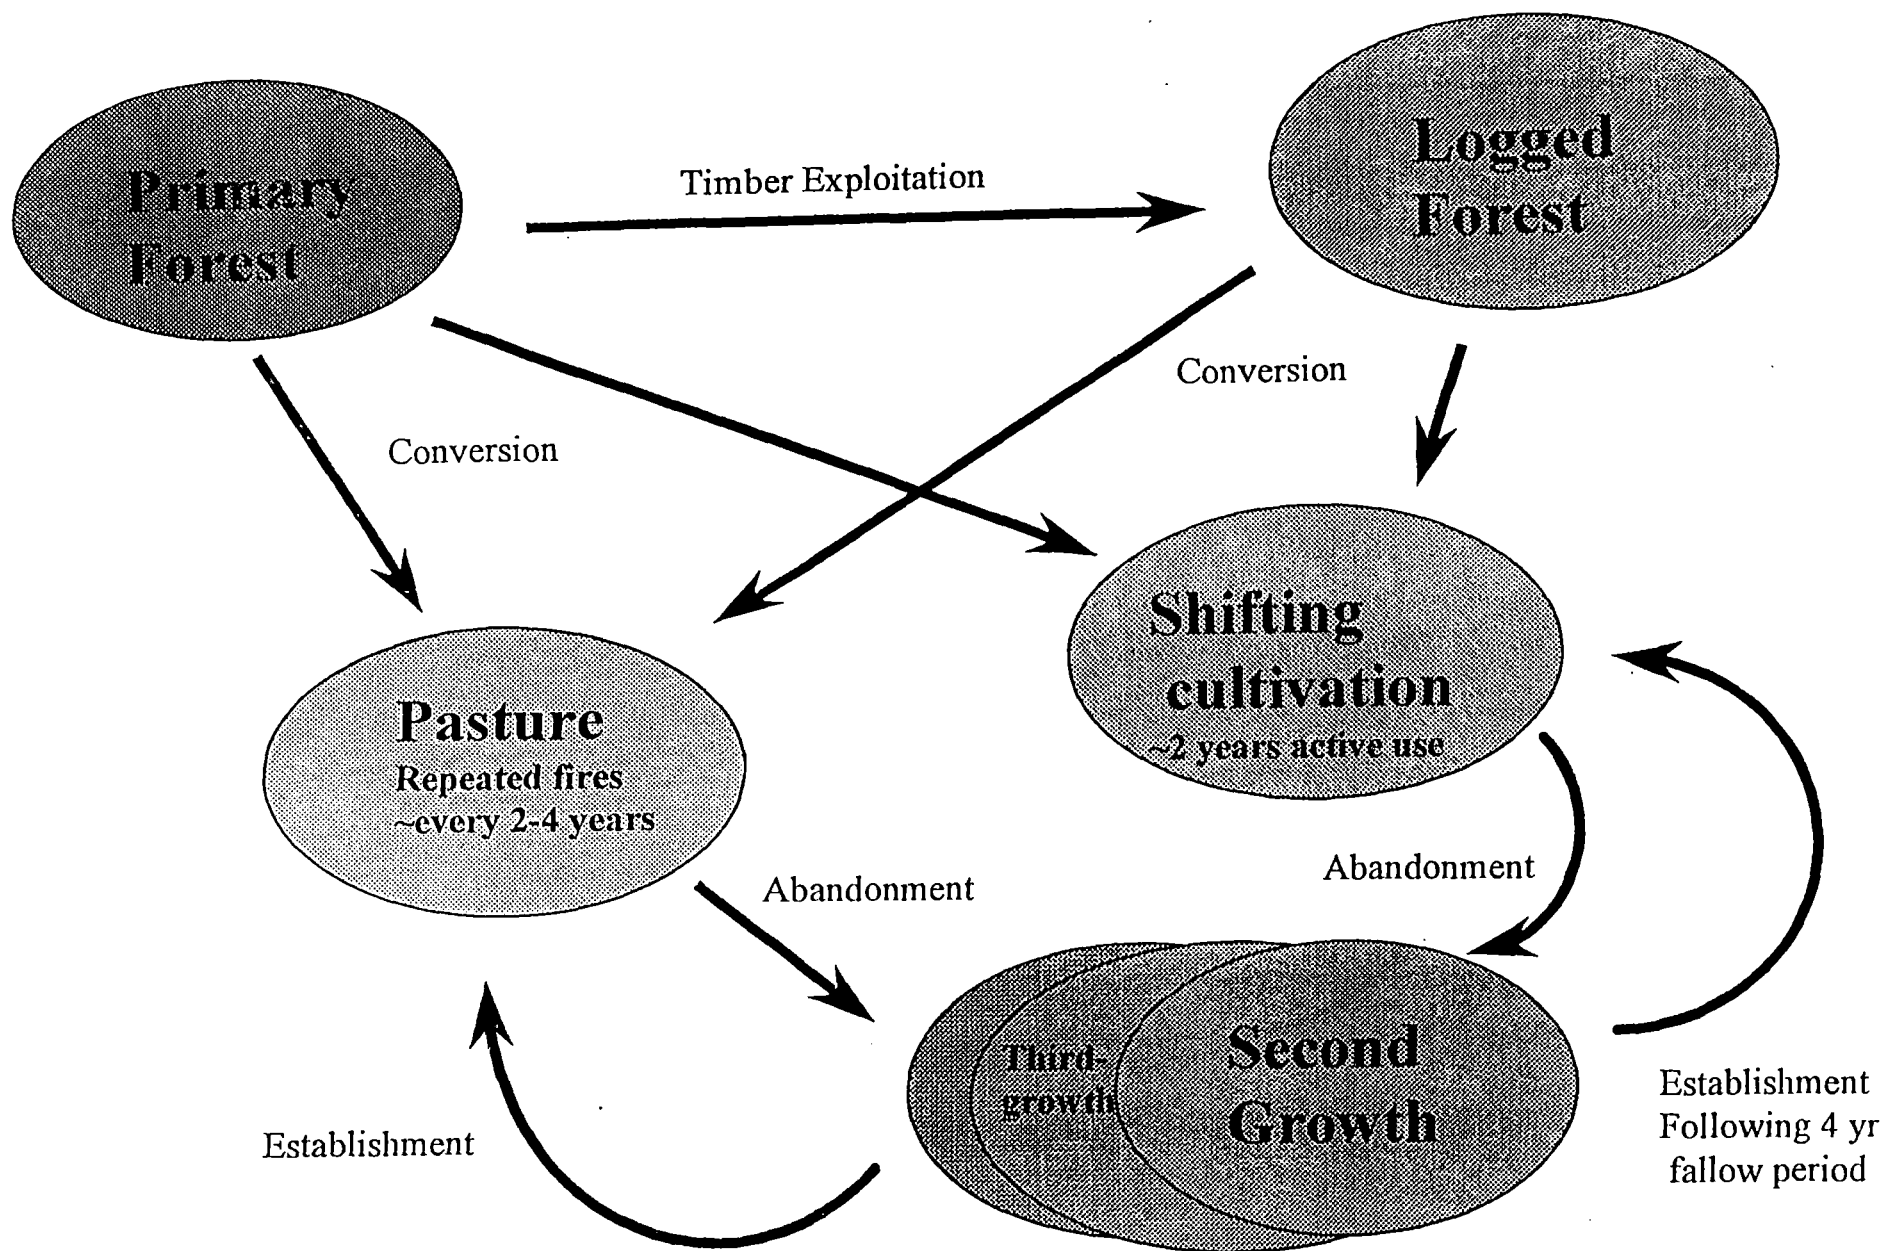 Primary
Forest
Timber Exploitation
Logged
Forest
Conversion
Conversion
Shifting
cultivation
~2 years active use
Pasture
Repeated fires
~every 2-4 years
Abandonment
Abandonment
Third-
growth
Second
Growth
Establishment
Establishment
Following 4 yr
fallow period